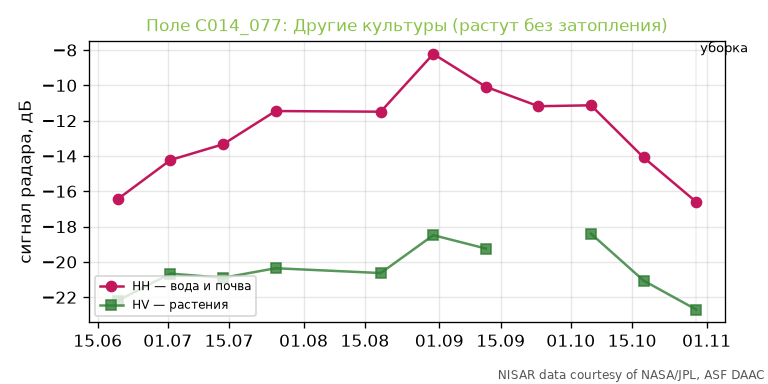 Поле C014_077: Другие культуры (растут без затопления)
уборка
сигнал радара, дБ
−8
−10
−12
−14
−16
−18
−20
−22
HH — вода и почва
HV — растения
15.06 01.07 15.07 01.08 15.08 01.09 15.09 01.10 15.10 01.11
NISAR data courtesy of NASA/JPL, ASF DAAC